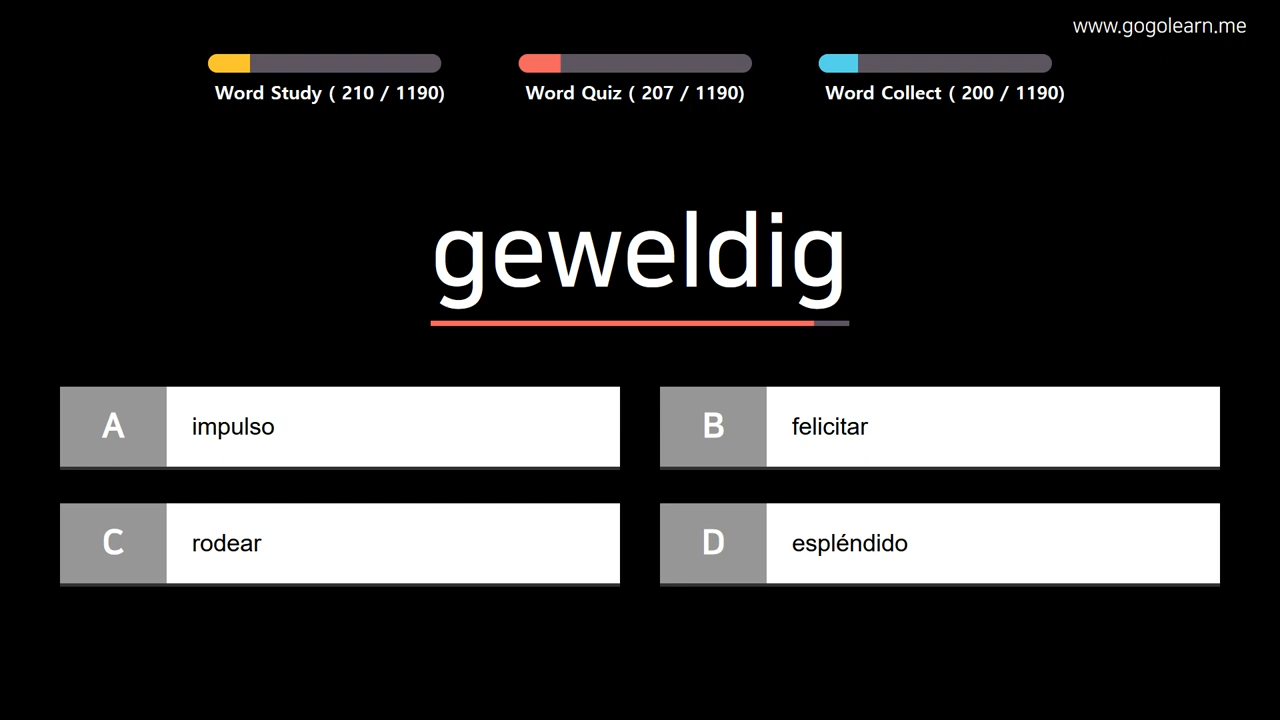 www.gogolearn.me
Word Study ( 210 / 1190)
Word Quiz ( 207 / 1190)
Word Collect ( 200 / 1190)
geweldig
A impulso
B felicitar
C rodear
D espléndido